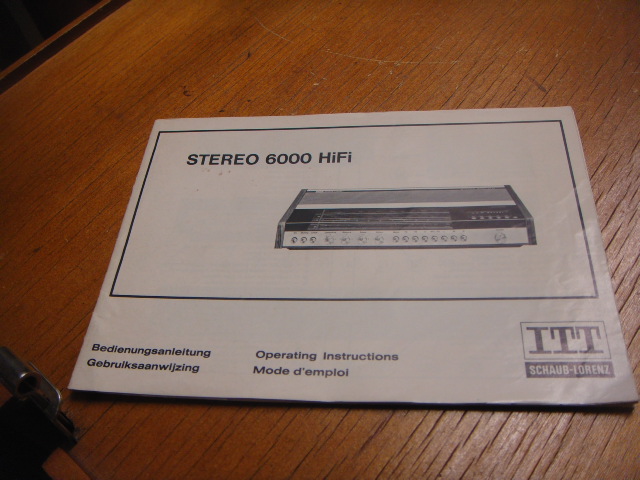 STEREO 6000 HiFi
Bedienungsanleitung
Gebruiksaanwijzing
Operating Instructions
Mode d'emploi
ITT
SCHAUB-LORENZ